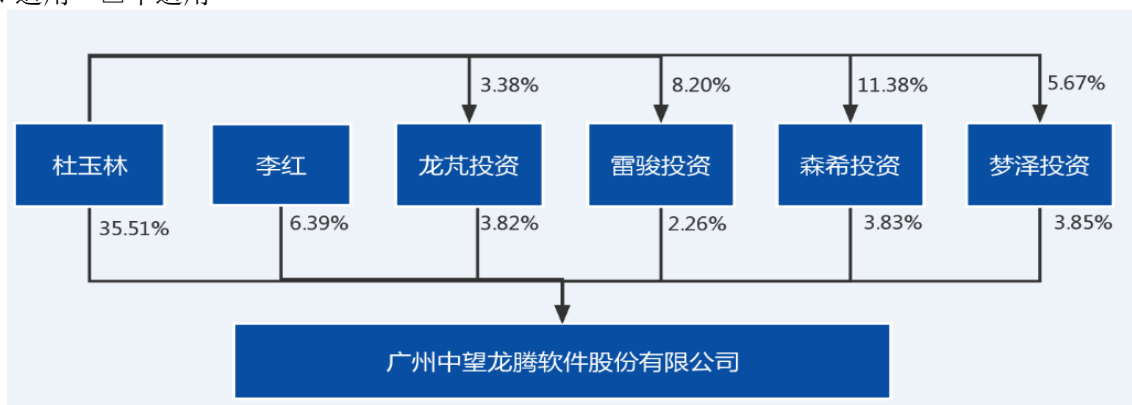 3.38%
8.20%
11.38%
5.67%
杜玉林
李红
龙芃投资
雷骏投资
森希投资
梦泽投资
35.51%
6.39%
3.82%
2.26%
3.83%
3.85%
广州中望龙腾软件股份有限公司